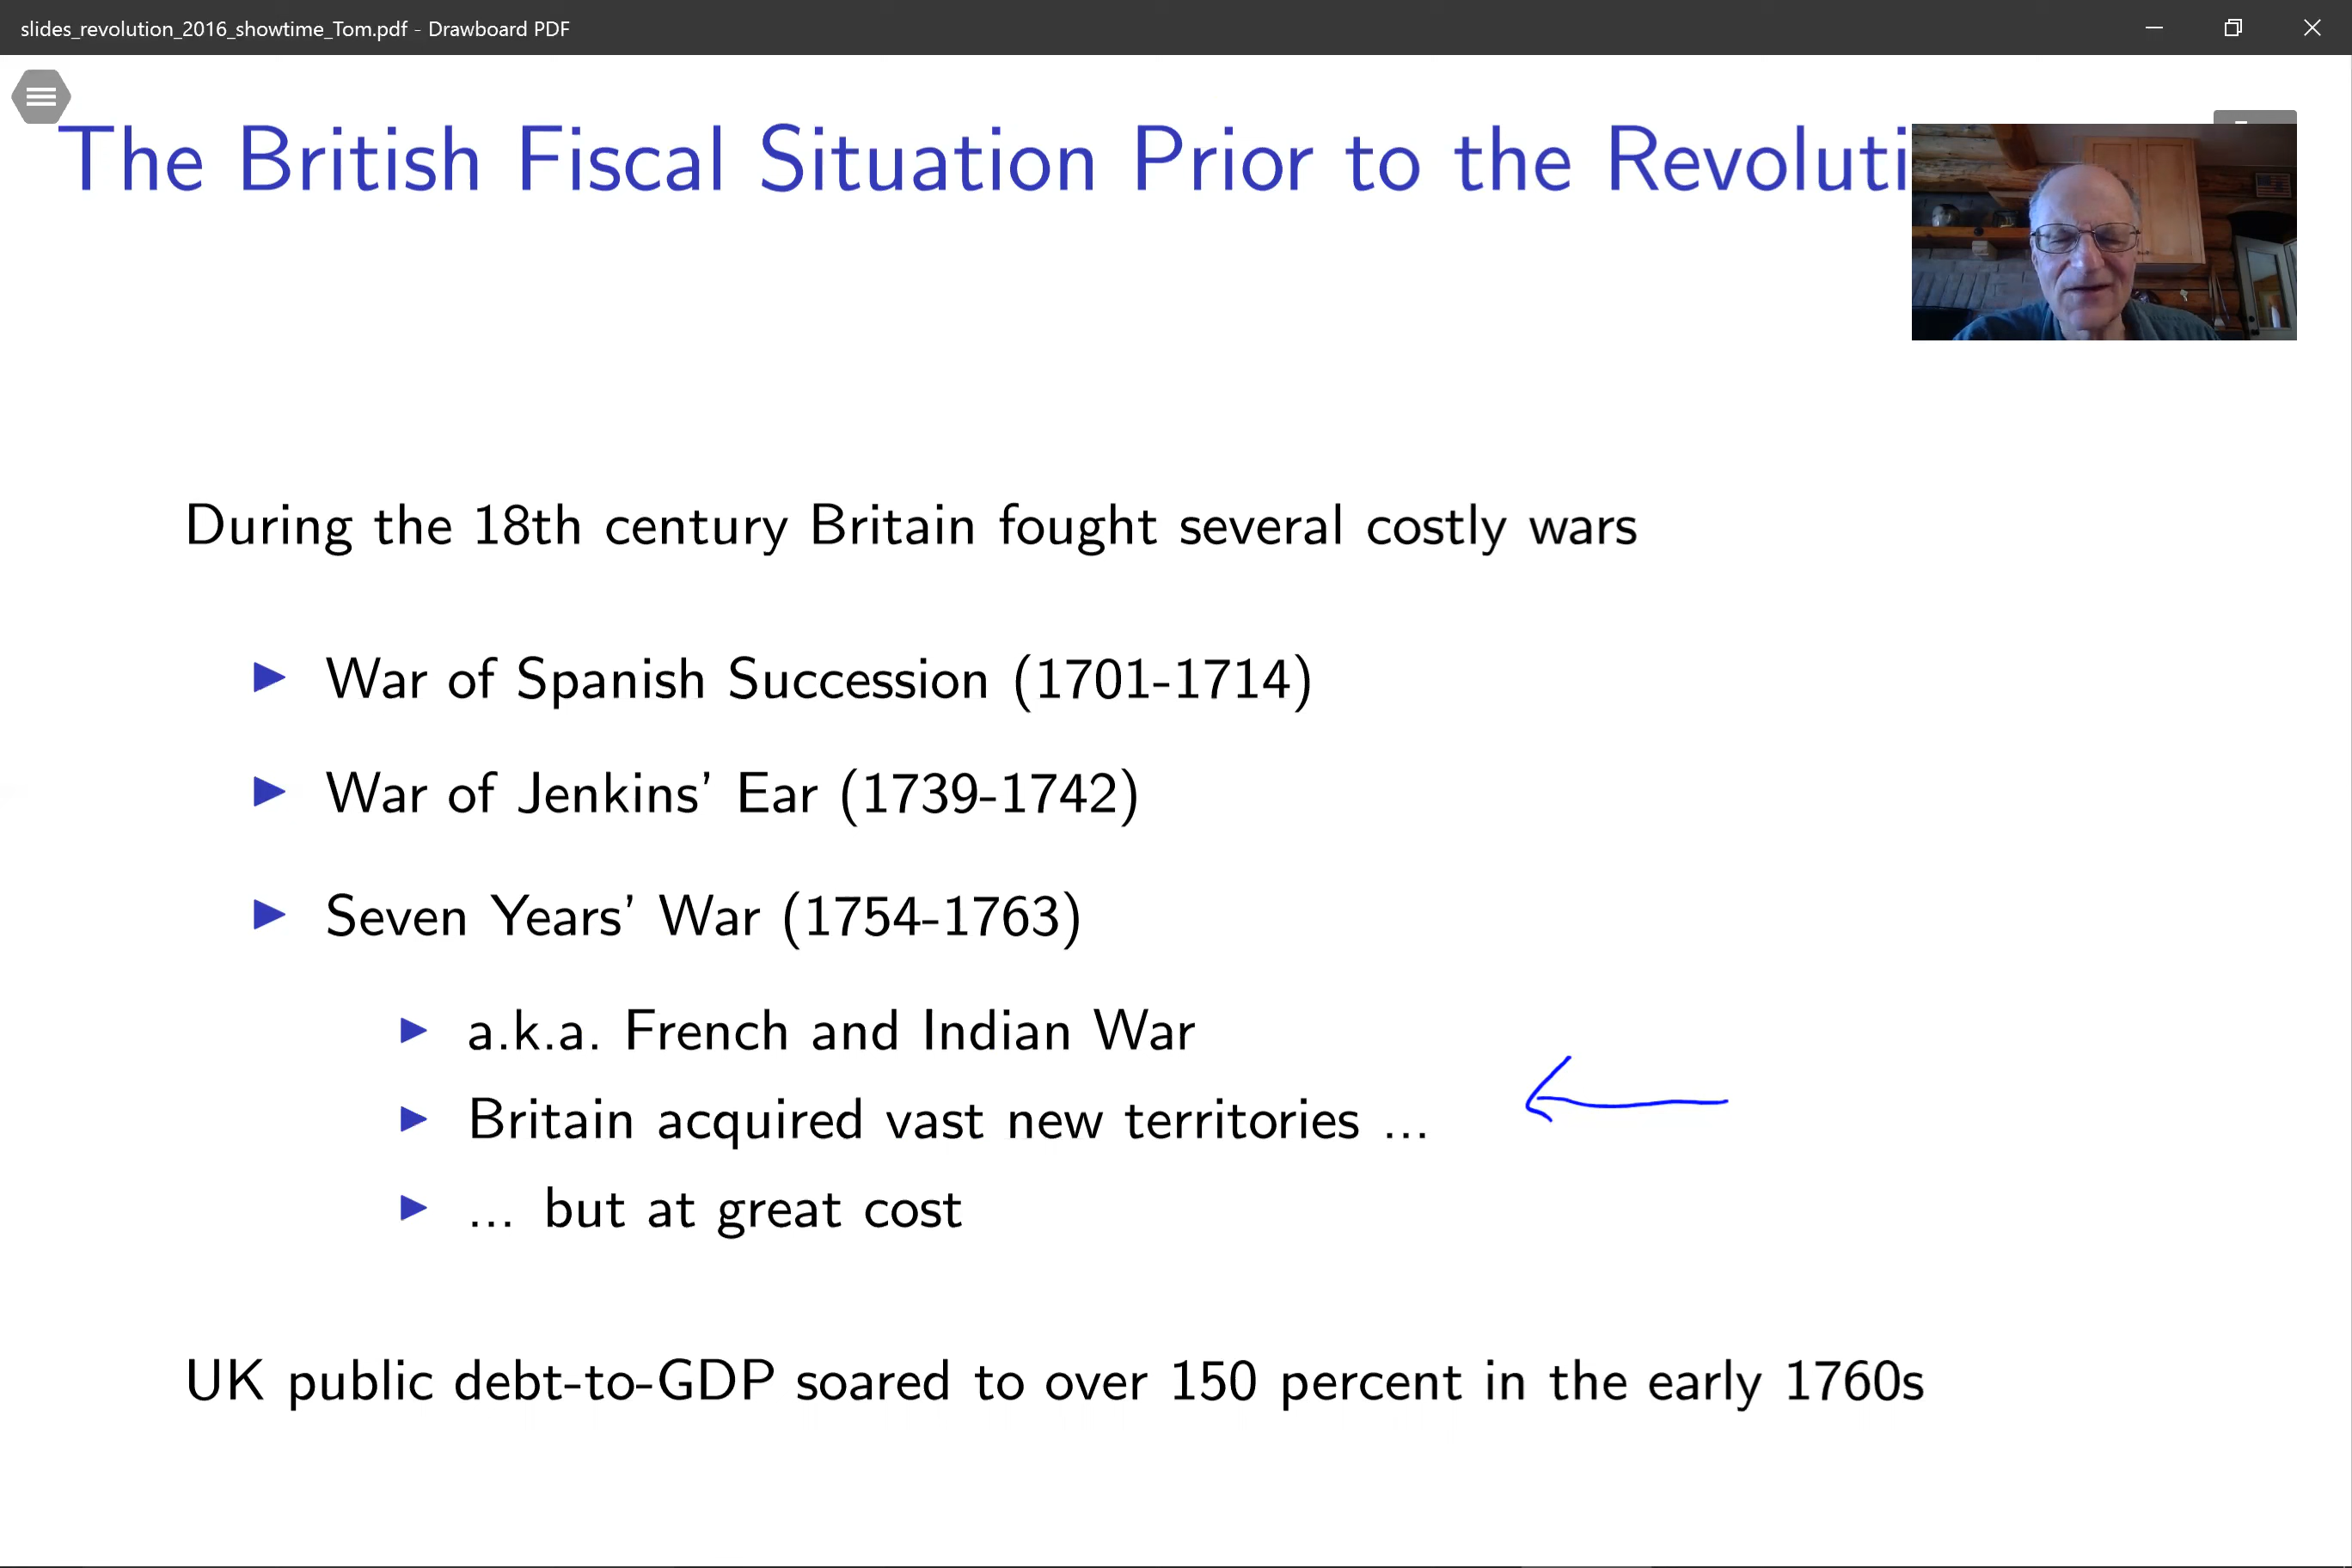 slides_revolution_2016_showtime_Tom.pdf - Drawboard PDF
The British Fiscal Situation Prior to the Revoluti
During the 18th century Britain fought several costly wars
War of Spanish Succession (1701-1714)
War of Jenkins' Ear (1739-1742)
Seven Years' War (1754-1763)
a.k.a. French and Indian War
Britain acquired vast new territories ...
... but at great cost
UK public debt-to-GDP soared to over 150 percent in the early 1760s